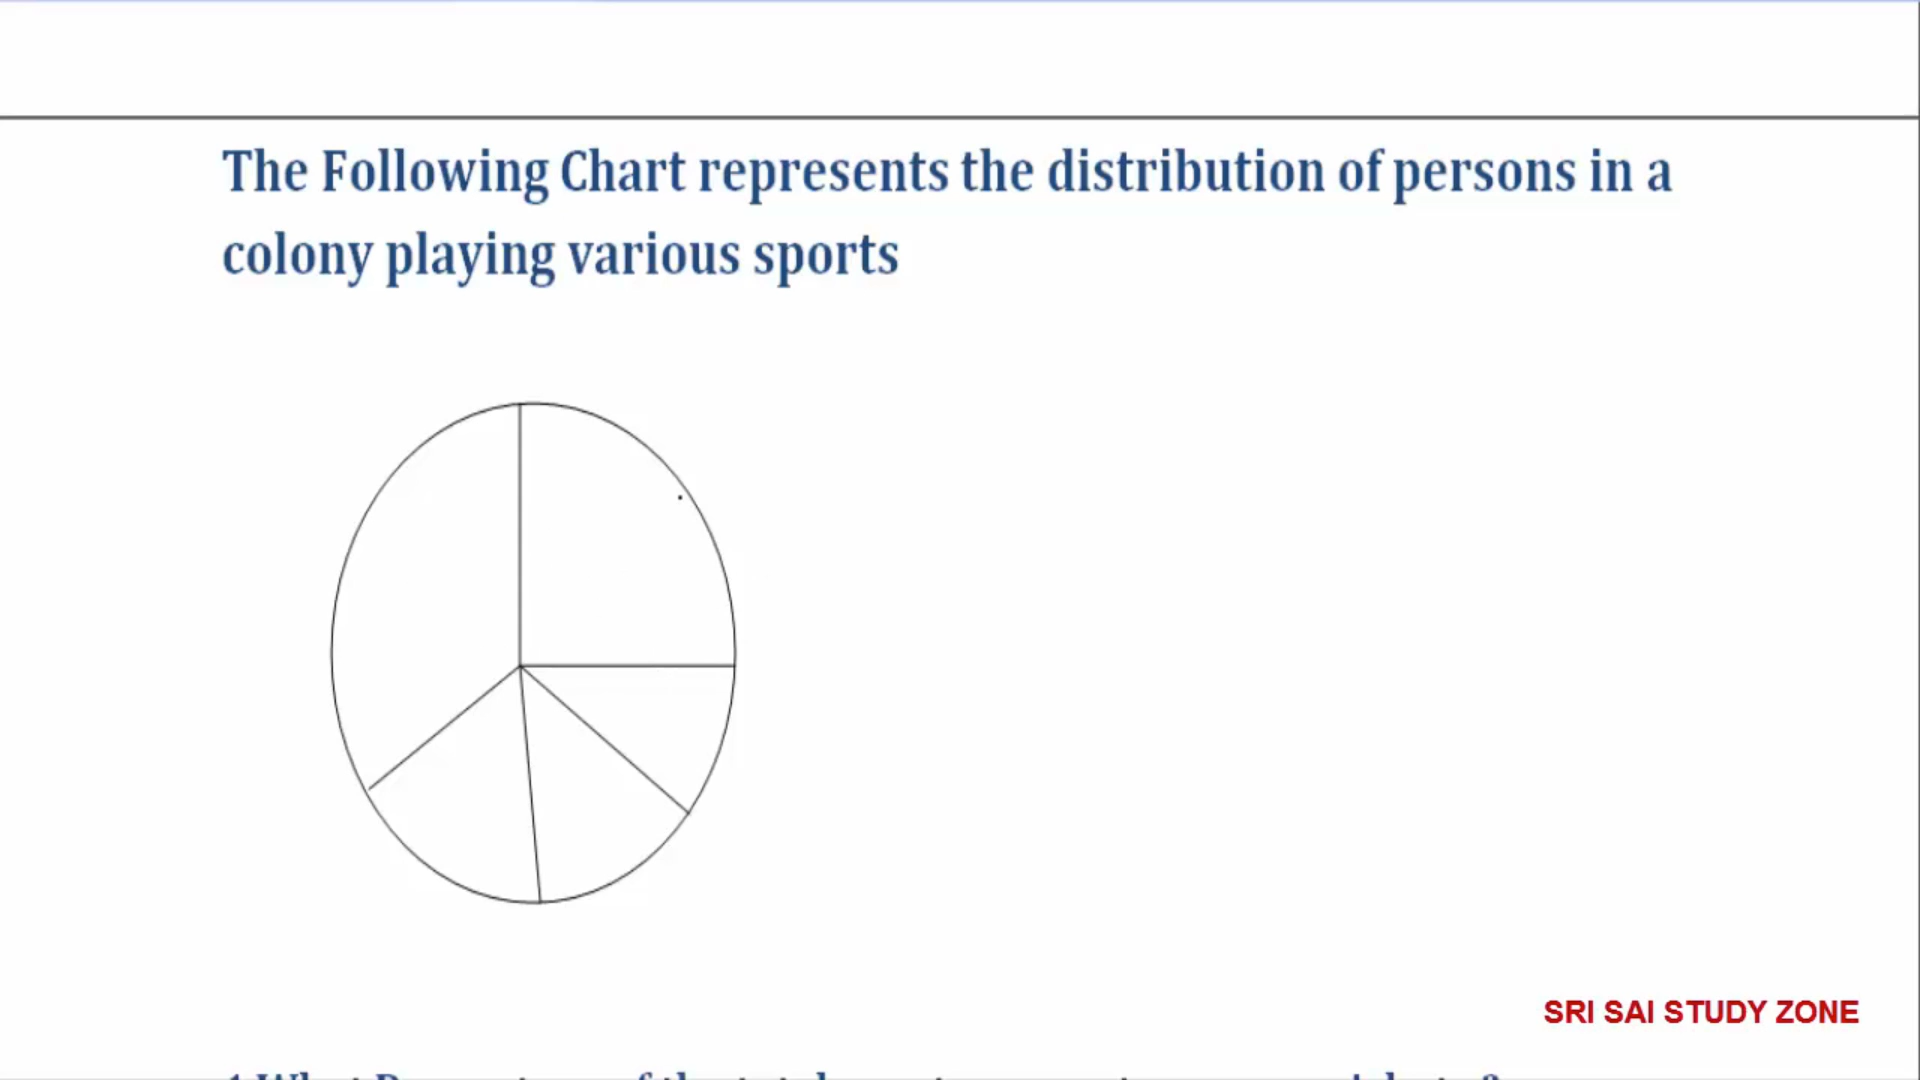 The Following Chart represents the distribution of persons in a
colony playing various sports
SRI SAI STUDY ZONE